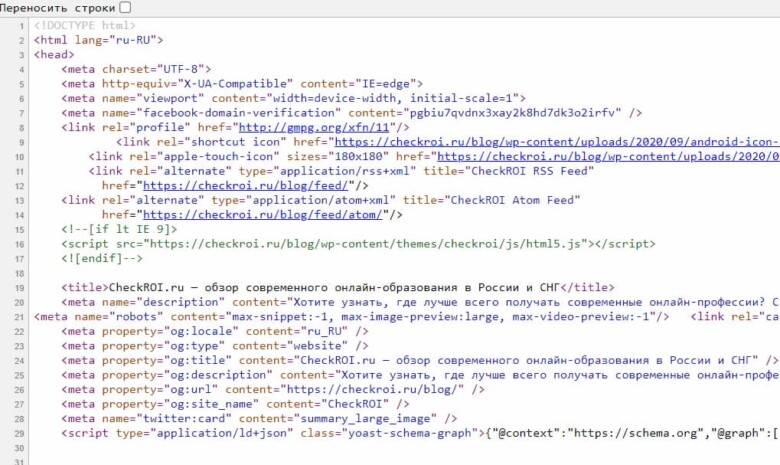 Переносить строки
1 <!DOCTYPE html>
2 <html lang="ru-RU">
3 <head>
4 <meta charset="UTF-8">
5 <meta http-equiv="X-UA-Compatible" content="IE=edge">
6 <meta name="viewport" content="width=device-width, initial-scale=1">
7 <meta name="facebook-domain-verification" content="pgbiu7qvdnx3xay2k8hd7dk3o2irfv" />
8 <link rel="profile" href="http://gmpg.org/xfn/11"/>
9 <link rel="shortcut icon" href="https://checkroi.ru/blog/wp-content/uploads/2020/09/android-icon-
10 <link rel="apple-touch-icon" sizes="180x180" href="https://checkroi.ru/blog/wp-content/uploads/2020/0
11 <link rel="alternate" type="application/rss+xml" title="CheckROI RSS Feed"
12 href="https://checkroi.ru/blog/feed/"/>
13 <link rel="alternate" type="application/atom+xml" title="CheckROI Atom Feed"
14 href="https://checkroi.ru/blog/feed/atom/"/>
15 <!--[if lt IE 9]>
16 <script src="https://checkroi.ru/blog/wp-content/themes/checkroi/js/html5.js"></script>
17 <![endif]-->
18
19 <title>CheckROI.ru — обзор современного онлайн-образования в России и СНГ</title>
20 <meta name="description" content="Хотите узнать, где лучше всего получать современные онлайн-профессии? С
21 <meta name="robots" content="max-snippet:-1, max-image-preview:large, max-video-preview:-1"/> <link rel="ca
22 <meta property="og:locale" content="ru_RU" />
23 <meta property="og:type" content="website" />
24 <meta property="og:title" content="CheckROI.ru — обзор современного онлайн-образования в России и СНГ" />
25 <meta property="og:description" content="Хотите узнать, где лучше всего получать современные онлайн-профе
26 <meta property="og:url" content="https://checkroi.ru/blog/" />
27 <meta property="og:site_name" content="CheckROI" />
28 <meta name="twitter:card" content="summary_large_image" />
29 <script type="application/ld+json" class="yoast-schema-graph">{"@context":"https://schema.org","@graph":[
30
31